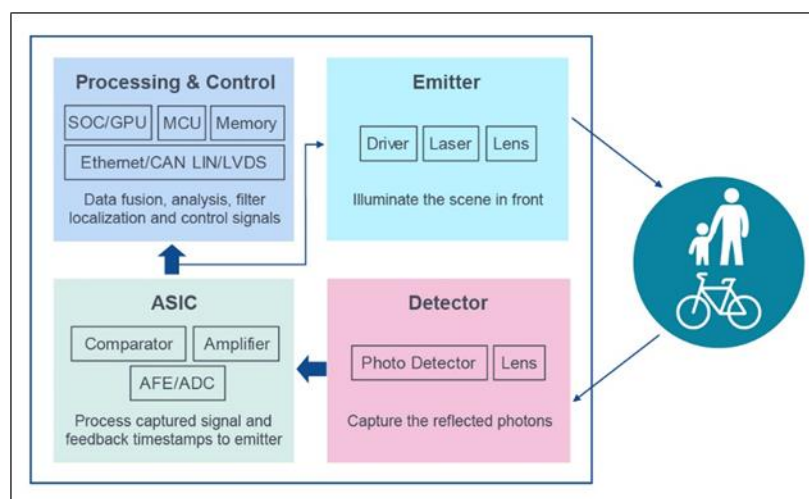 Processing & Control
SOC/GPU
MCU
Memory
Ethernet/CAN LIN/LVDS
Data fusion, analysis, filter
localization and control signals
Emitter
Driver
Laser
Lens
Illuminate the scene in front
ASIC
Comparator
Amplifier
AFE/ADC
Process captured signal and
feedback timestamps to emitter
Detector
Photo Detector
Lens
Capture the reflected photons